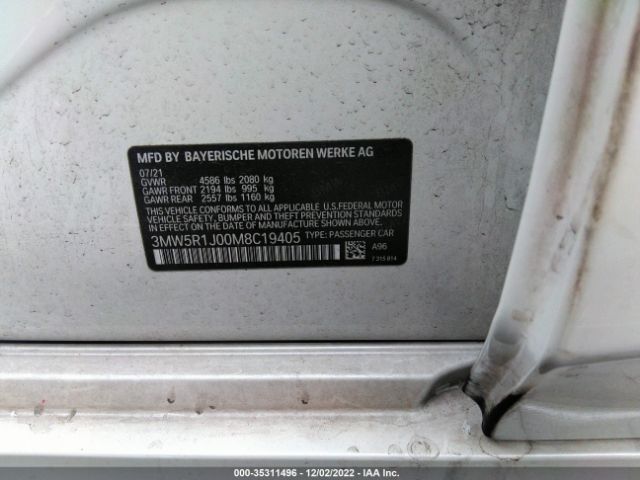 MFD BY BAYERISCHE MOTOREN WERKE AG
07/21
GVWR 4586 lbs 2080 kg
GAWR FRONT 2194 lbs 995 kg
GAWR REAR 2557 lbs 1160 kg
THIS VEHICLE CONFORMS TO ALL APPLICABLE U.S.FEDERAL MOTOR
VEHICLE SAFETY, BUMPER, AND THEFT PREVENTION
STANDARDS IN EFFECT ON THE DATE OF MANUFACTURE
SHOWN ABOVE.
3MW5R1J00M8C19405 TYPE: PASSENGER CAR
A96
7 315 814
000-35311496 - 12/02/2022 - IAA Inc.